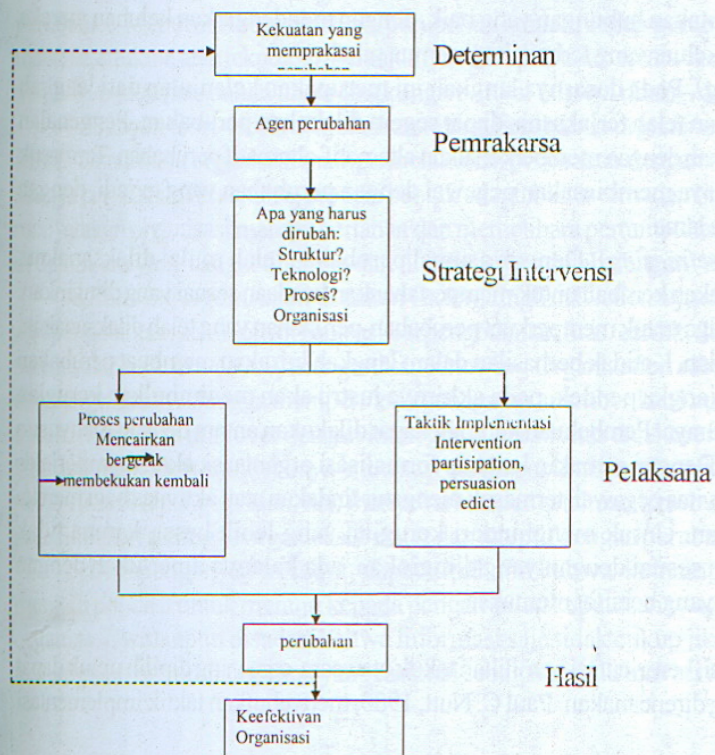 Kekuatan yang
memprakasai
Determinan
Agen perubahan
Pemrakarsa
Apa yang harus
dirubah:
Struktur?
Teknologi?
Proses?
Organisasi
Strategi Intervensi
Proses Perubahan
Mencairkan
bergerak
membekukan kembali
Taktik Implementasi
Intervention,
partisipation,
persuasion
edict
Pelaksana
perubahan
Hasil
Keefektivan
Organisasi